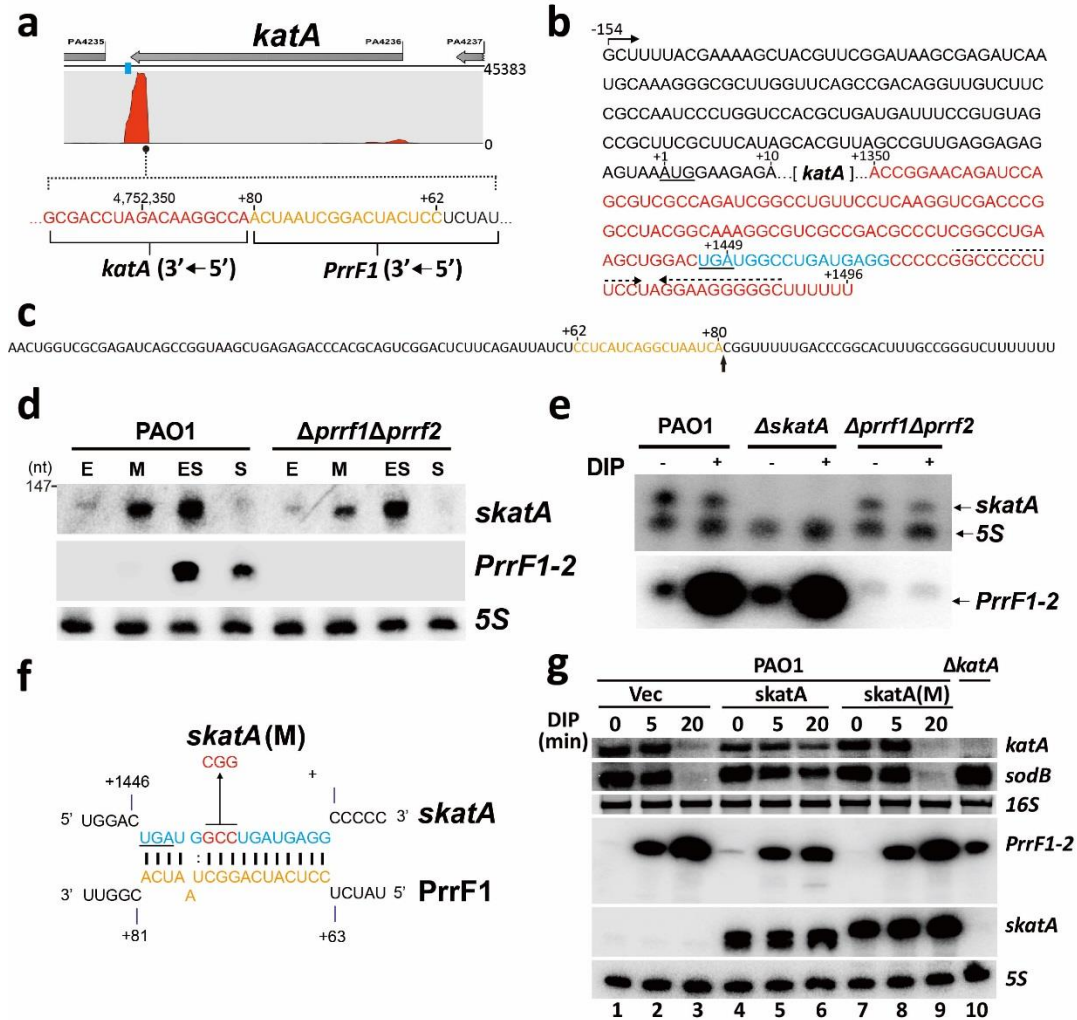 a
katA
PA4235
PA4236
PA4237
45383
0
4,752,350
+80
+62
...GCGACCUAGACAAGGCCAACUAAUCGGACUACUCCUCUAU...
katA (3'←5')
PrrF1 (3'←5')
b
-154
GCUUUUACGAAAAGCUACGUUCGGAUAAGCGAGAUCAA
UGCAAAGGGCGCUUGGUUCAGCCGACAGGUUGUCUUC
CGCCAAUCCCUGGUCCACGCUGAUGAUUUCCGUGUAG
CCGCUUCGCUUCAUAGCACGUUAGCCGUUGAGGAGAG
+1
+10
+1350
AGUAAAUGGAAGAGA...[ katA ]...ACCGGAACAGAUCCA
GCGUCGCCAGAUCGGCCUGUUCCUCAAGGUCGACCCG
GCCUACGGCAAAGGCGUCGCCGACGCCCUCGGCCUGA
+1449
AGCUGGACUGAUGGCCUGAUGAGGCCCCCGGCCCCCU
+1496
UCCUAGGAAGGGGGCUUUUUU
c
+62
+80
AACUGGUCGCGAGAUCAGCCGGUAAGCUGAGAGACCCACGCAGUCGGACUCUUCAGAUUAUCUCCUCAUCAGGCUAAUCACGGUUUUUGACCCGGCACUUUGCCGGGUCUUUUUUU
d
PAO1
Δprrf1Δprrf2
E M ES S E M ES S
(nt)
147
skatA
PrrF1-2
5S
e
PAO1
ΔskatA
Δprrf1Δprrf2
DIP - + - + - +
skatA
5S
PrrF1-2
f
skatA (M)
CGG
+1446
+
5' UGGAC
CCCCC 3'
skatA
UGAU GGCCUGAUGAGG
:
ACUA UCGGACUACUCC
A
3' UUGGC
UCUAU 5'
PrrF1
+81
+63
g
PAO1
ΔkatA
Vec
skatA
skatA(M)
DIP
(min)
0 5 20 0 5 20 0 5 20
katA
sodB
16S
PrrF1-2
skatA
5S
1 2 3 4 5 6 7 8 9 10